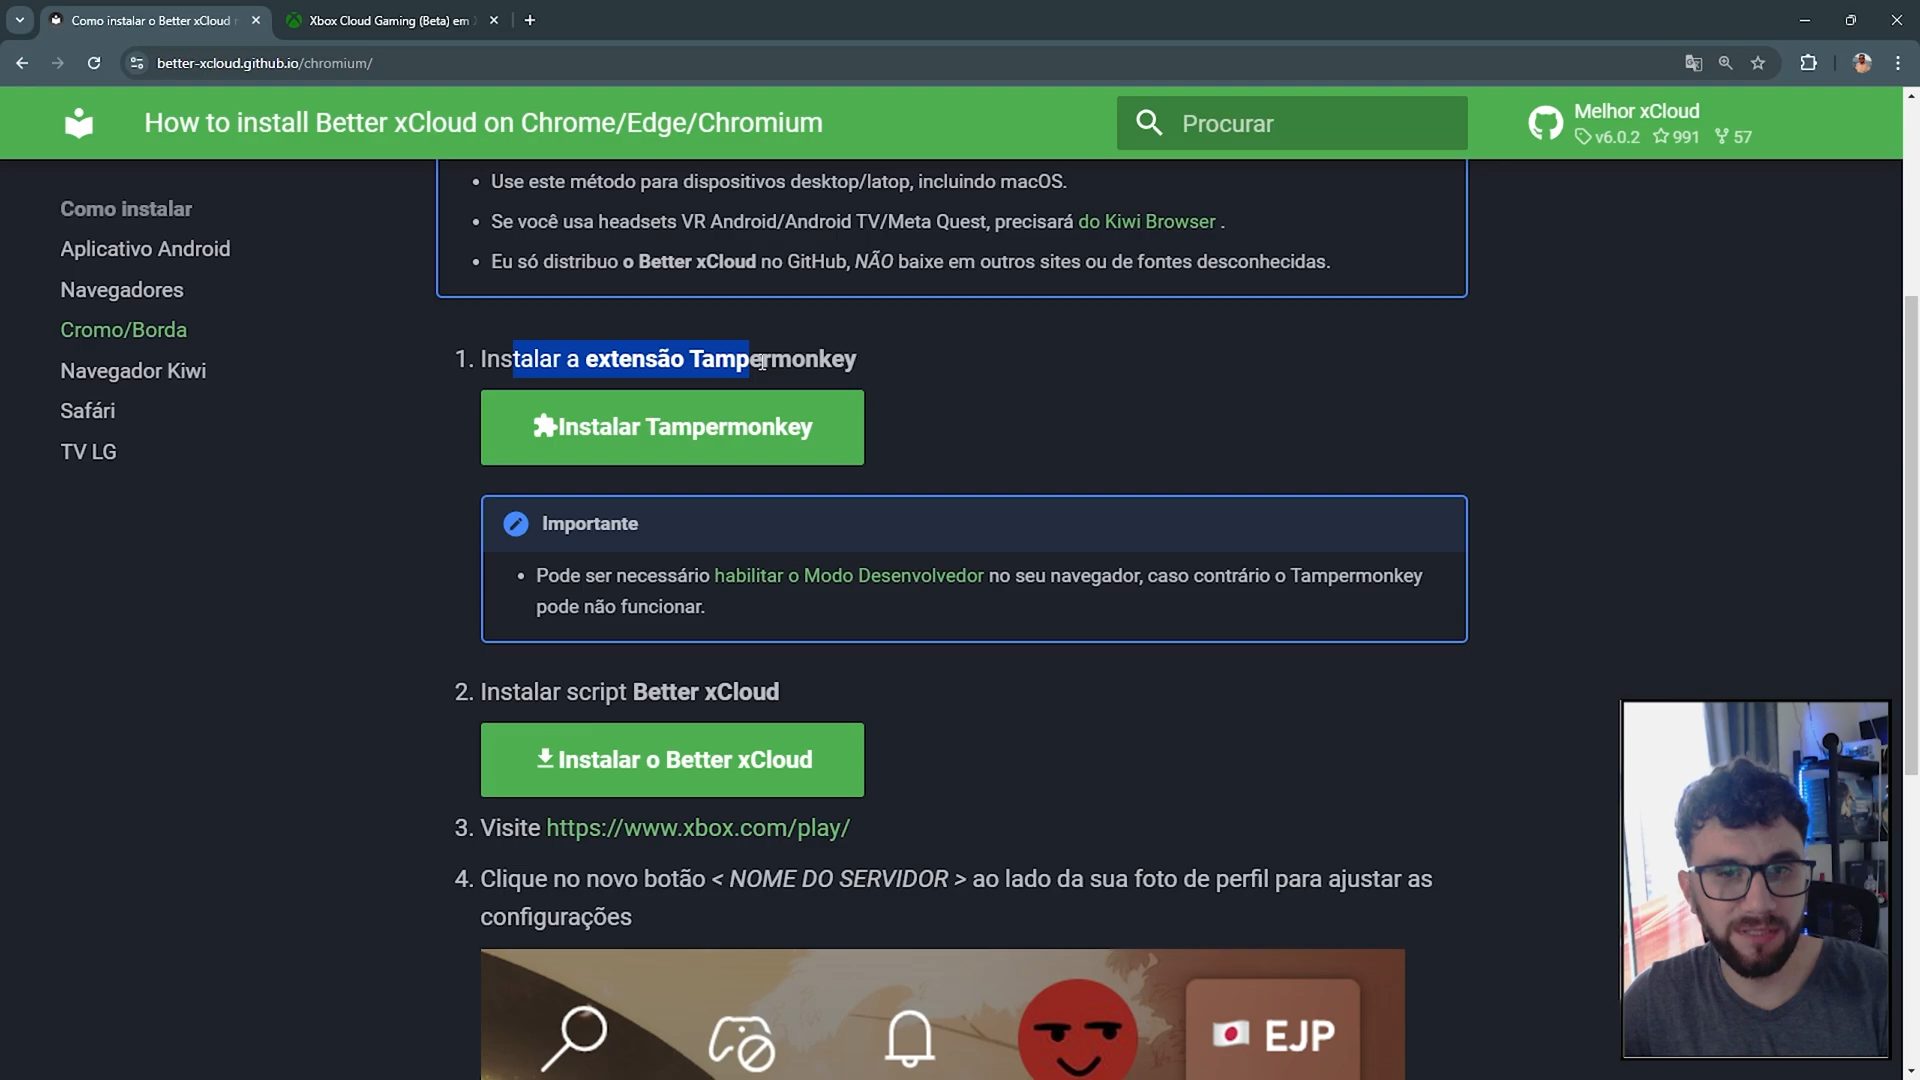 Como instalar o Better xCloud
Xbox Cloud Gaming (Beta) em
better-xcloud.github.io/chromium/
How to install Better xCloud on Chrome/Edge/Chromium
Procurar
Melhor xCloud
v6.0.2 991 57
Como instalar
Aplicativo Android
Navegadores
Cromo/Borda
Navegador Kiwi
Safári
TV LG
• Use este método para dispositivos desktop/latop, incluindo macOS.
• Se você usa headsets VR Android/Android TV/Meta Quest, precisará do Kiwi Browser .
• Eu só distribuo o Better xCloud no GitHub, NÃO baixe em outros sites ou de fontes desconhecidas.
1. Instalar a extensão Tampermonkey
Instalar Tampermonkey
Importante
• Pode ser necessário habilitar o Modo Desenvolvedor no seu navegador, caso contrário o Tampermonkey
pode não funcionar.
2. Instalar script Better xCloud
Instalar o Better xCloud
3. Visite https://www.xbox.com/play/
4. Clique no novo botão < NOME DO SERVIDOR > ao lado da sua foto de perfil para ajustar as
configurações
EJP